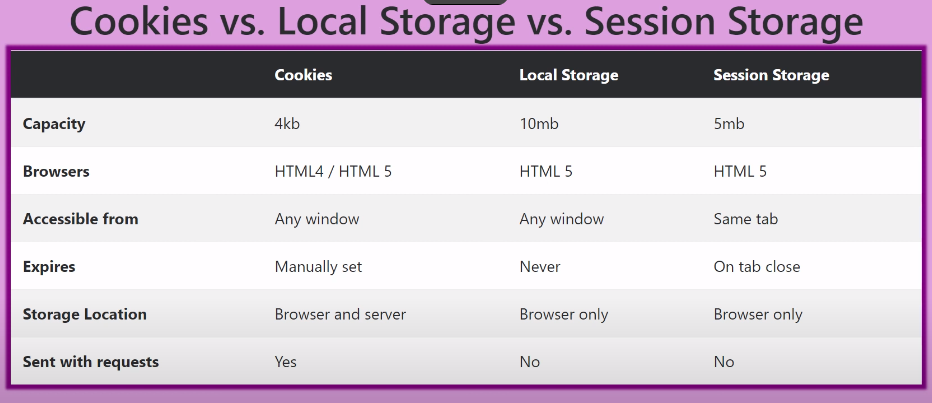 Cookies vs. Local Storage vs. Session Storage
Cookies Local Storage Session Storage
Capacity 4kb 10mb 5mb
Browsers HTML4 / HTML 5 HTML 5 HTML 5
Accessible from Any window Any window Same tab
Expires Manually set Never On tab close
Storage Location Browser and server Browser only Browser only
Sent with requests Yes No No